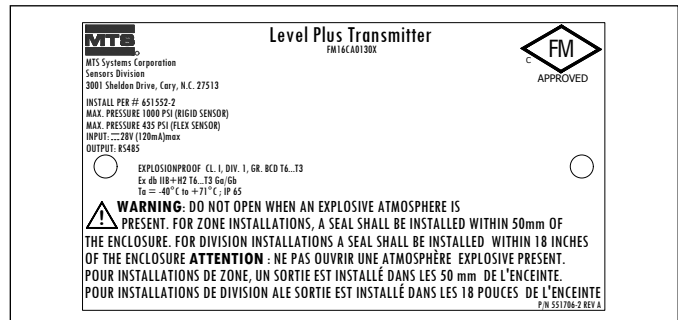 MTS
Level Plus Transmitter
FM16CA0130X
C FM
APPROVED
MTS Systems Corporation
Sensors Division
3001 Sheldon Drive, Cary, N.C. 27513
INSTALL PER # 651552-2
MAX. PRESSURE 1000 PSI (RIGID SENSOR)
MAX. PRESSURE 435 PSI (FLEX SENSOR)
INPUT: ⎓28V (120mA)max
OUTPUT: RS485
EXPLOSIONPROOF CL. I, DIV. 1, GR. BCD T6...T3
Ex db IIB+H2 T6...T3 Ga/Gb
Ta = -40°C to +71°C ; IP 65
WARNING: DO NOT OPEN WHEN AN EXPLOSIVE ATMOSPHERE IS
PRESENT. FOR ZONE INSTALLATIONS, A SEAL SHALL BE INSTALLED WITHIN 50mm OF
THE ENCLOSURE. FOR DIVISION INSTALLATIONS A SEAL SHALL BE INSTALLED WITHIN 18 INCHES
OF THE ENCLOSURE ATTENTION : NE PAS OUVRIR UNE ATMOSPHÈRE EXPLOSIVE PRESENT.
POUR INSTALLATIONS DE ZONE, UN SORTIE EST INSTALLÉ DANS LES 50 mm DE L'ENCEINTE.
POUR INSTALLATIONS DE DIVISION ALE SORTIE EST INSTALLÉ DANS LES 18 POUCES DE L'ENCEINTE
P/N 551706-2 REV A